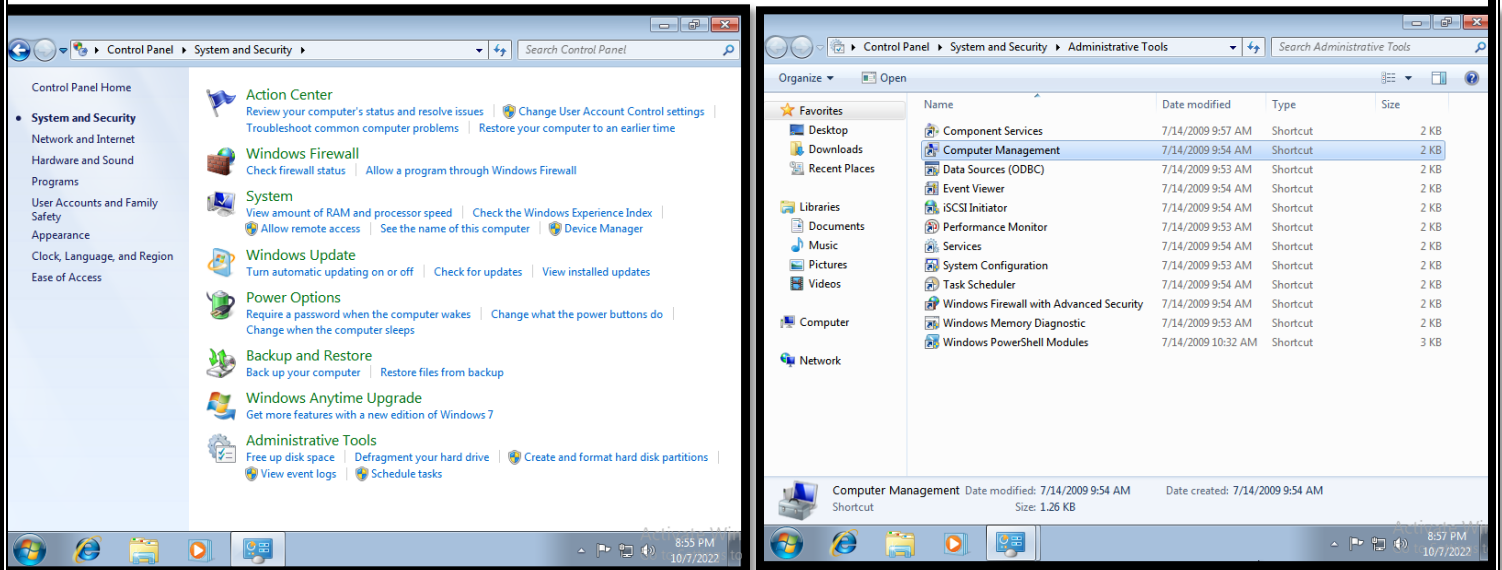 Control Panel System and Security
Search Control Panel
Control Panel Home
System and Security
Network and Internet
Hardware and Sound
Programs
User Accounts and Family
Safety
Appearance
Clock, Language, and Region
Ease of Access
Action Center
Review your computer's status and resolve issues Change User Account Control settings
Troubleshoot common computer problems Restore your computer to an earlier time
Windows Firewall
Check firewall status Allow a program through Windows Firewall
System
View amount of RAM and processor speed Check the Windows Experience Index
Allow remote access See the name of this computer Device Manager
Windows Update
Turn automatic updating on or off Check for updates View installed updates
Power Options
Require a password when the computer wakes Change what the power buttons do
Change when the computer sleeps
Backup and Restore
Back up your computer Restore files from backup
Windows Anytime Upgrade
Get more features with a new edition of Windows 7
Administrative Tools
Free up disk space Defragment your hard drive Create and format hard disk partitions
View event logs Schedule tasks
Activate Win
8:55 PM
10/7/2022
Control Panel System and Security Administrative Tools
Search Administrative Tools
Organize Open
Favorites
Desktop
Downloads
Recent Places
Libraries
Documents
Music
Pictures
Videos
Computer
Network
Name Date modified Type Size
Component Services 7/14/2009 9:57 AM Shortcut 2 KB
Computer Management 7/14/2009 9:54 AM Shortcut 2 KB
Data Sources (ODBC) 7/14/2009 9:53 AM Shortcut 2 KB
Event Viewer 7/14/2009 9:54 AM Shortcut 2 KB
iSCSI Initiator 7/14/2009 9:54 AM Shortcut 2 KB
Performance Monitor 7/14/2009 9:53 AM Shortcut 2 KB
Services 7/14/2009 9:54 AM Shortcut 2 KB
System Configuration 7/14/2009 9:53 AM Shortcut 2 KB
Task Scheduler 7/14/2009 9:54 AM Shortcut 2 KB
Windows Firewall with Advanced Security 7/14/2009 9:54 AM Shortcut 2 KB
Windows Memory Diagnostic 7/14/2009 9:53 AM Shortcut 2 KB
Windows PowerShell Modules 7/14/2009 10:32 AM Shortcut 3 KB
Computer Management Date modified: 7/14/2009 9:54 AM Date created: 7/14/2009 9:54 AM
Shortcut Size: 1.26 KB
8:57 PM
10/7/2022